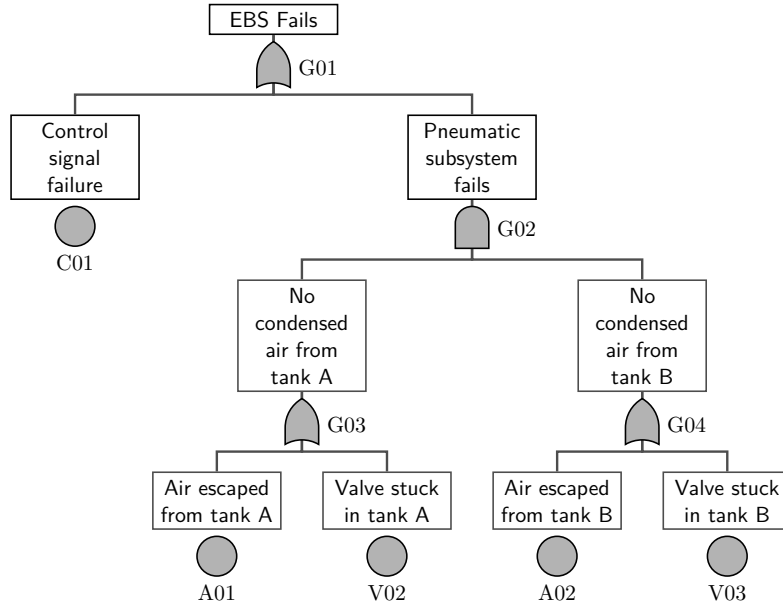 EBS Fails
G01
Control
signal
failure
C01
Pneumatic
subsystem
fails
G02
No
condensed
air from
tank A
G03
No
condensed
air from
tank B
G04
Air escaped
from tank A
A01
Valve stuck
in tank A
V02
Air escaped
from tank B
A02
Valve stuck
in tank B
V03